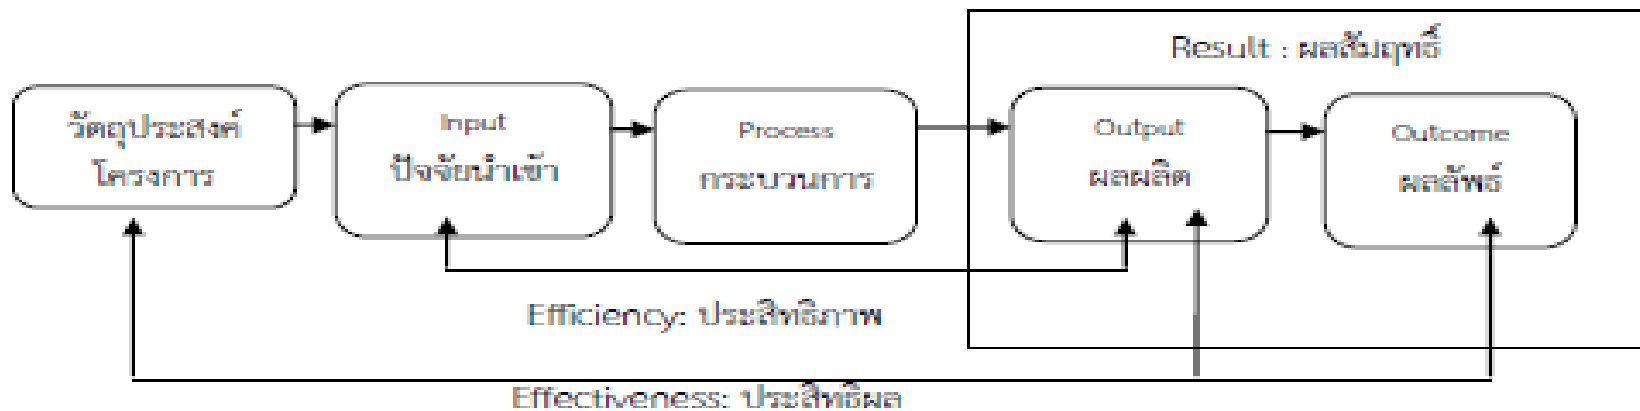 Result : ผลสัมฤทธิ์
วัตถุประสงค์
โครงการ
Input
ปัจจัยนำเข้า
Process
กระบวนการ
Output
ผลผลิต
Outcome
ผลลัพธ์
Efficiency: ประสิทธิภาพ
Effectiveness: ประสิทธิผล